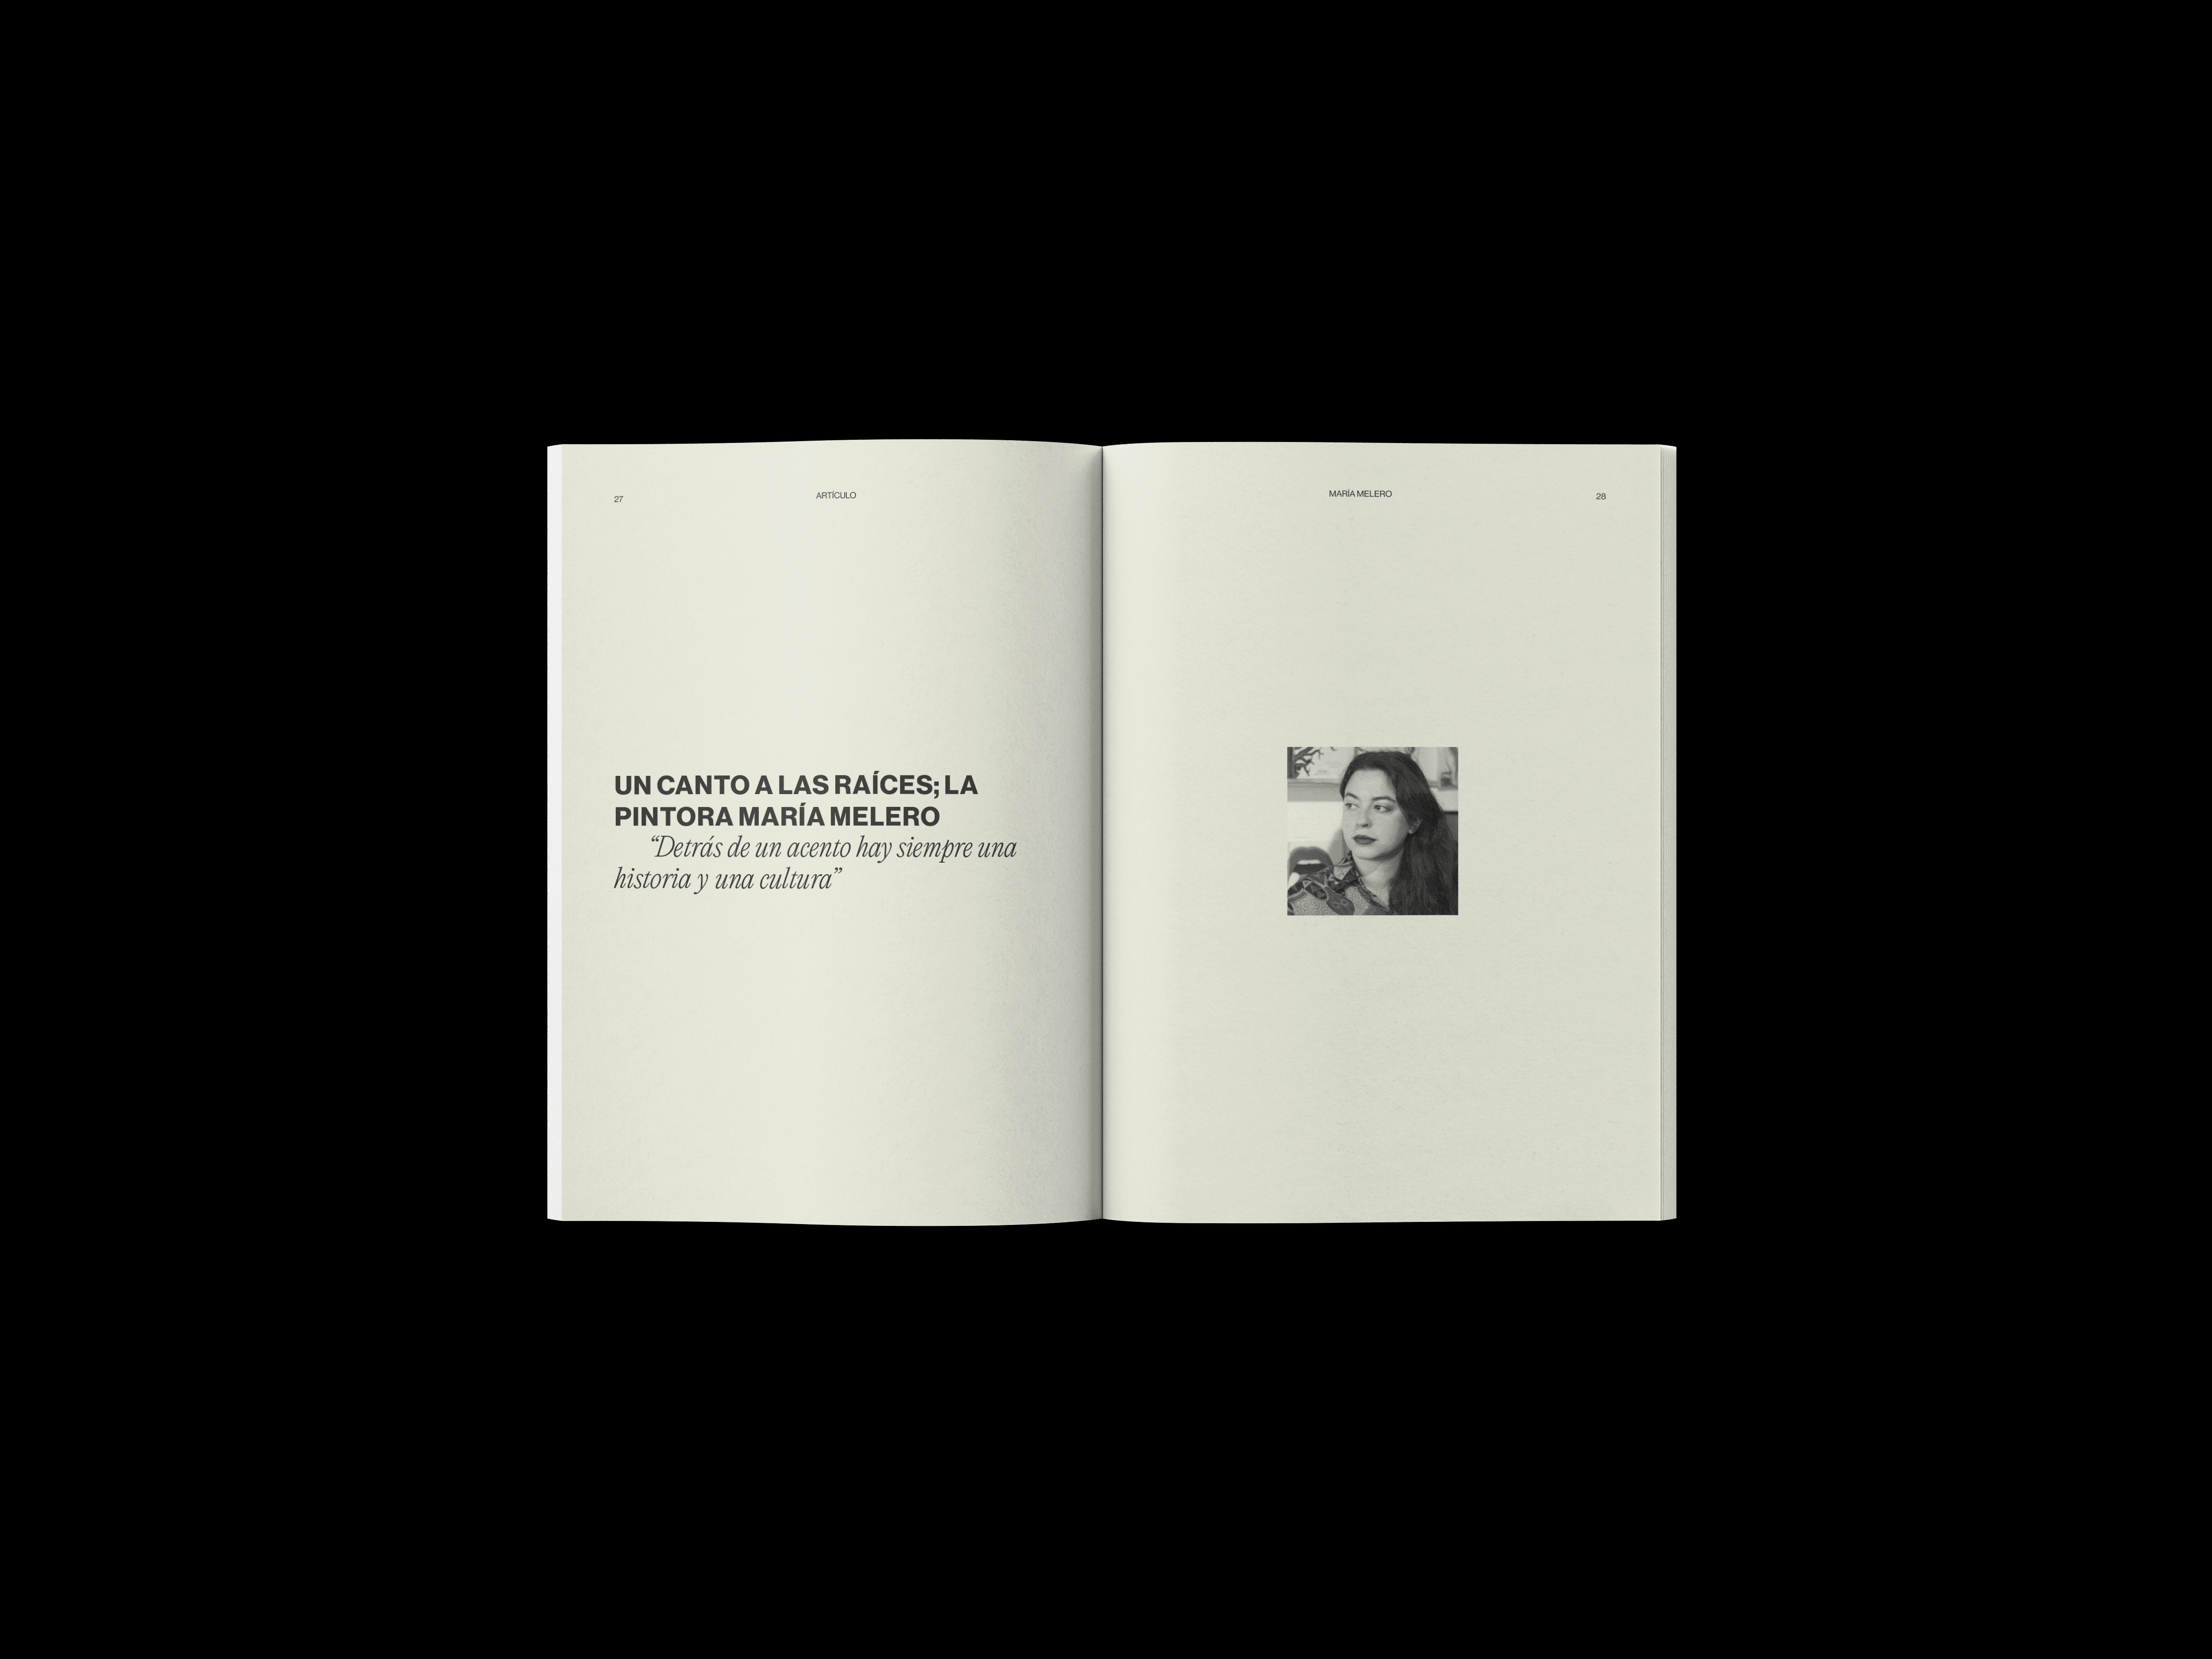 27
ARTÍCULO
MARÍA MELERO
28
UN CANTO A LAS RAÍCES; LA
PINTORA MARÍA MELERO
“Detrás de un acento hay siempre una
historia y una cultura”